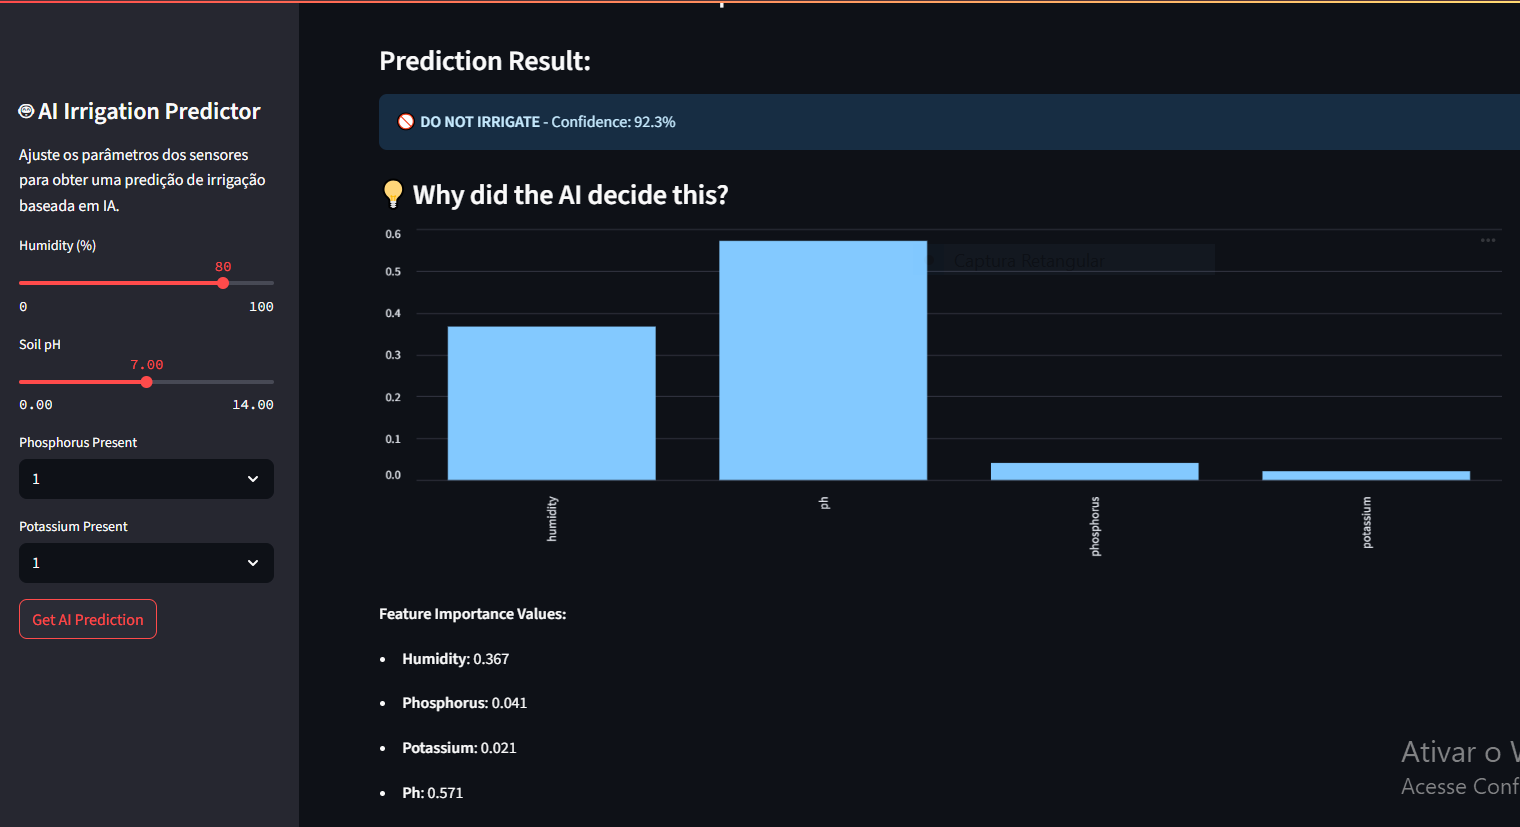 AI Irrigation Predictor
Ajuste os parâmetros dos sensores
para obter uma predição de irrigação
baseada em IA.
Humidity (%)
80
0 100
Soil pH
7.00
0.00 14.00
Phosphorus Present
1
Potassium Present
1
Get AI Prediction
Prediction Result:
DO NOT IRRIGATE - Confidence: 92.3%
Why did the AI decide this?
0.6
0.5
0.4
0.3
0.2
0.1
0.0
humidity
ph
phosphorus
potassium
Captura Retangular
Feature Importance Values:
• Humidity: 0.367
• Phosphorus: 0.041
• Potassium: 0.021
• Ph: 0.571
Ativar o
Acesse Conf